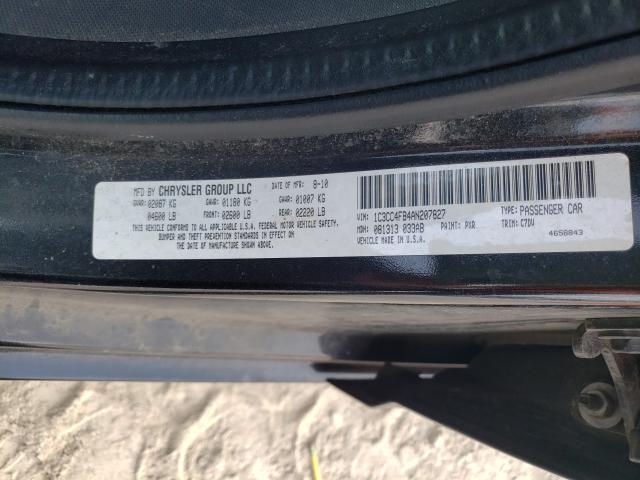 MFD BY CHRYSLER GROUP LLC DATE OF MFR: 8-10
GVWR: 02087 KG GAWR: 01180 KG GAWR: 01007 KG
04600 LB FRONT: 02600 LB REAR: 02220 LB
THIS VEHICLE CONFORMS TO ALL APPLICABLE U.S.A. FEDERAL MOTOR VEHICLE SAFETY,
BUMPER AND THEFT PREVENTION STANDARDS IN EFFECT ON
THE DATE OF MANUFACTURE SHOWN ABOVE.
VIN: 1C3CC4FB4AN207827 TYPE: PASSENGER CAR
MDH: 081313 033AB PAINT: PXR TRIM: C7DV
VEHICLE MADE IN U.S.A. 4658843